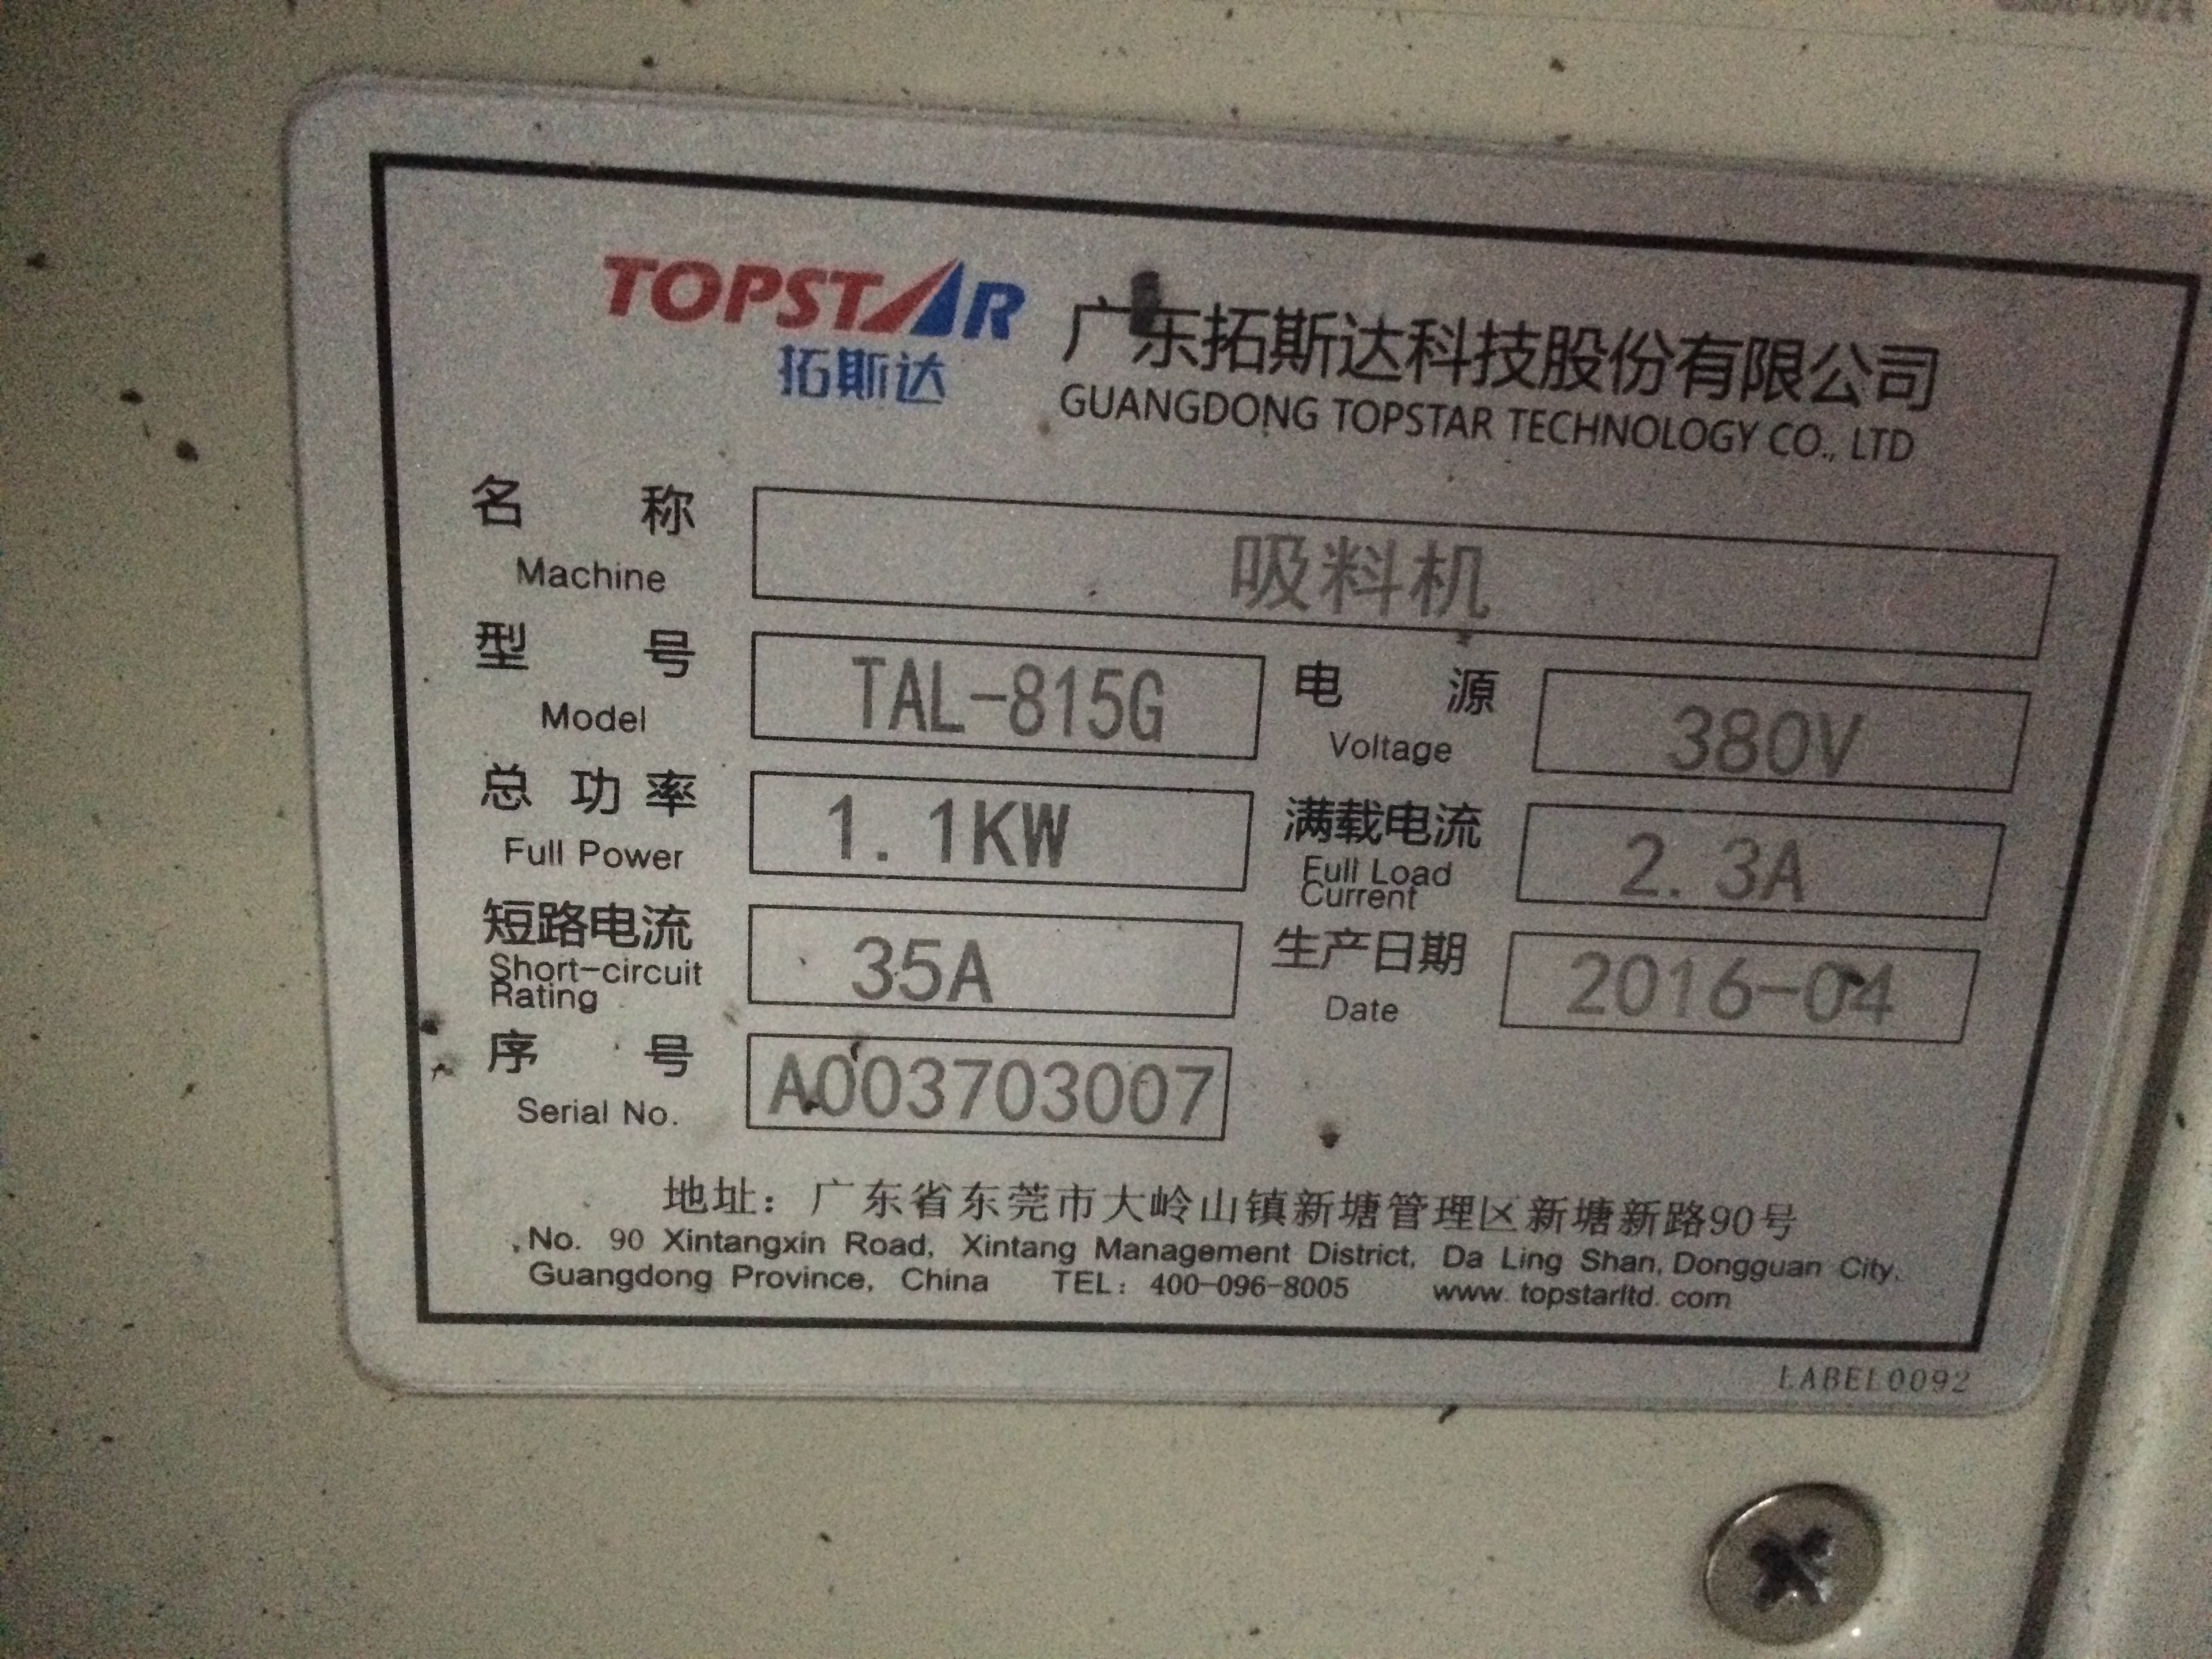 TOPSTAR
拓斯达
广东拓斯达科技股份有限公司
GUANGDONG TOPSTAR TECHNOLOGY CO., LTD
名 称 吸料机
Machine
型 号 TAL-815G 电 源 380V
Model Voltage
总 功 率 1.1KW 满载电流 2.3A
Full Power Full Load
Current
短路电流 35A 生产日期 2016-04
Short-circuit
Rating Date
序 号 A003703007
Serial No.
地址：广东省东莞市大岭山镇新塘管理区新塘新路90号
No. 90 Xintangxin Road, Xintang Management District, Da Ling Shan, Dongguan City,
Guangdong Province, China TEL: 400-096-8005 www.topstarltd.com
LABEL0092